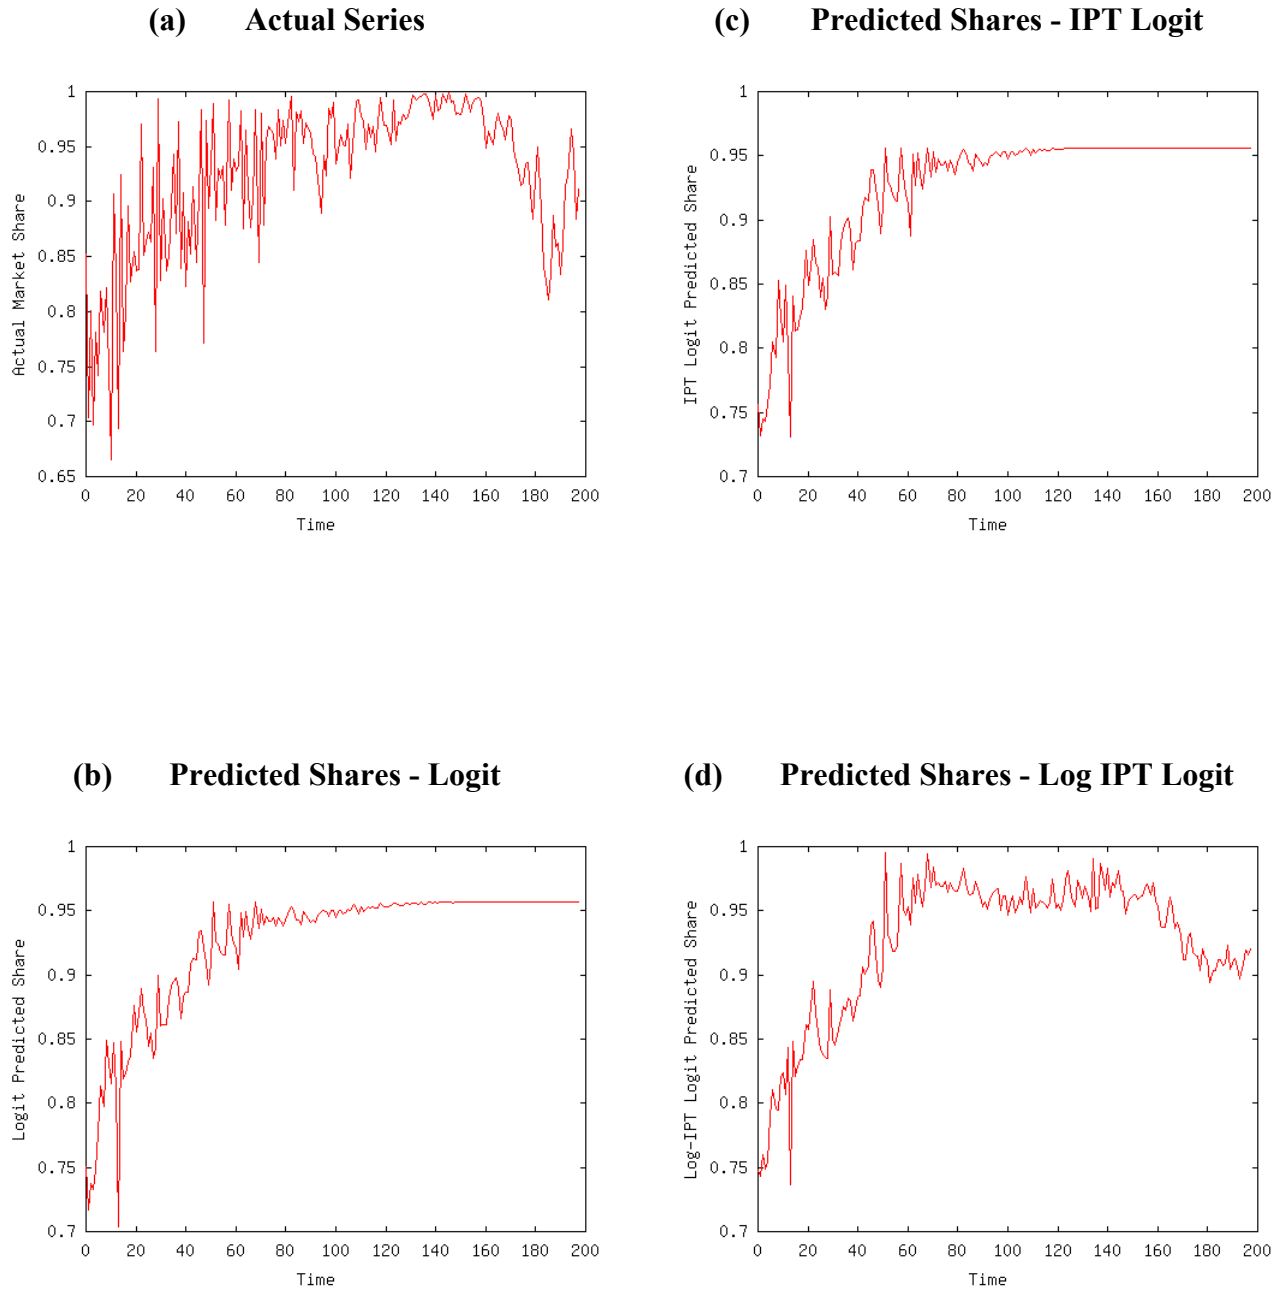 (a) Actual Series
1
0.95
0.9
0.85
0.8
0.75
0.7
0.65
Actual Market Share
0 20 40 60 80 100 120 140 160 180 200
Time
(c) Predicted Shares - IPT Logit
1
0.95
0.9
0.85
0.8
0.75
0.7
IPT Logit Predicted Share
0 20 40 60 80 100 120 140 160 180 200
Time
(b) Predicted Shares - Logit
1
0.95
0.9
0.85
0.8
0.75
0.7
Logit Predicted Share
0 20 40 60 80 100 120 140 160 180 200
Time
(d) Predicted Shares - Log IPT Logit
1
0.95
0.9
0.85
0.8
0.75
0.7
Log-IPT Logit Predicted Share
0 20 40 60 80 100 120 140 160 180 200
Time